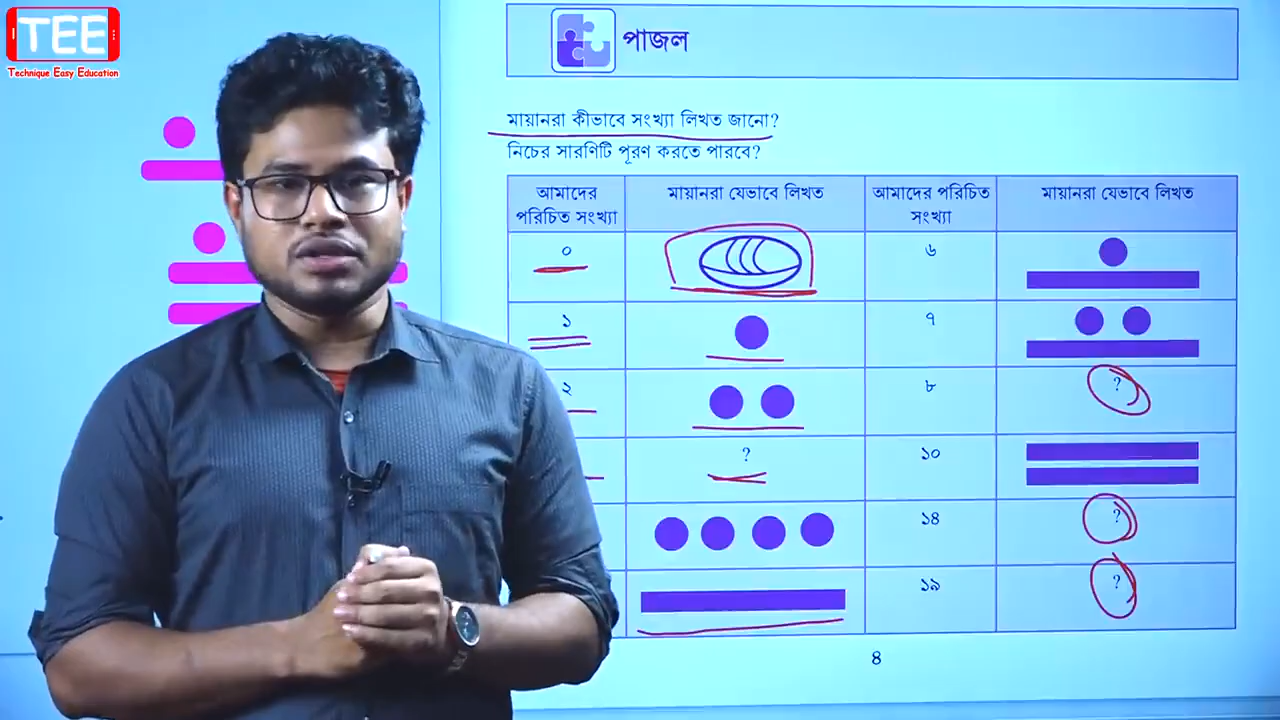 TEE
Technique Easy Education
পাজল
মায়ানরা কীভাবে সংখ্যা লিখত জানো?
নিচের সারণিটি পূরণ করতে পারবে?
আমাদের পরিচিত সংখ্যা
মায়ানরা যেভাবে লিখত
আমাদের পরিচিত সংখ্যা
মায়ানরা যেভাবে লিখত
০
৬
১
৭
২
৮
?
?
১০
১৪
?
১৯
?
৪